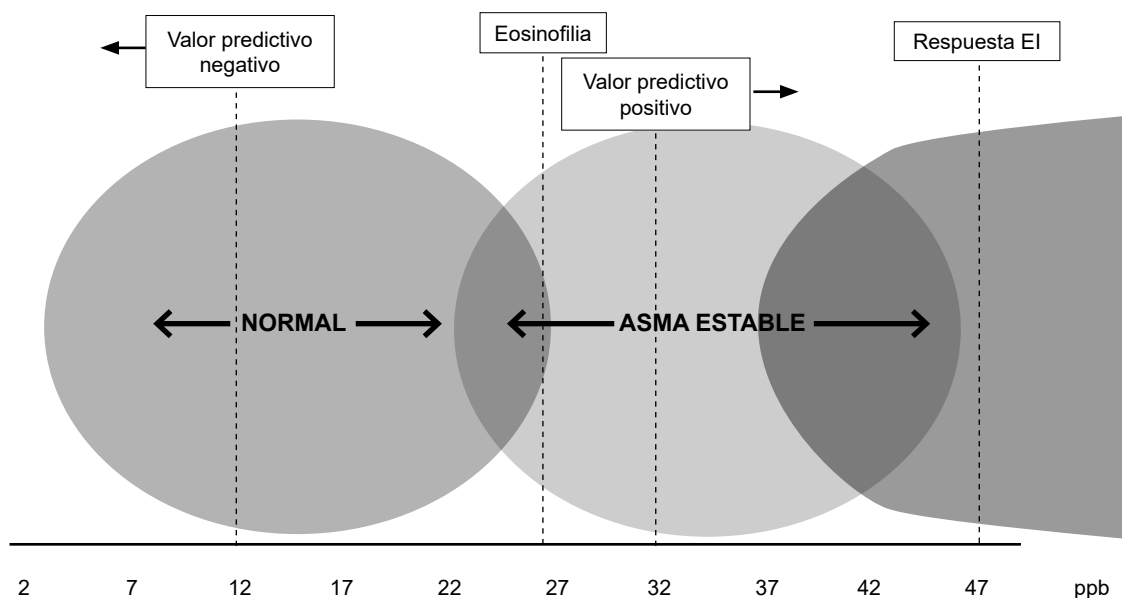 Valor predictivo
negativo
Eosinofilia
Valor predictivo
positivo
Respuesta EI
NORMAL
ASMA ESTABLE
2 7 12 17 22 27 32 37 42 47 ppb